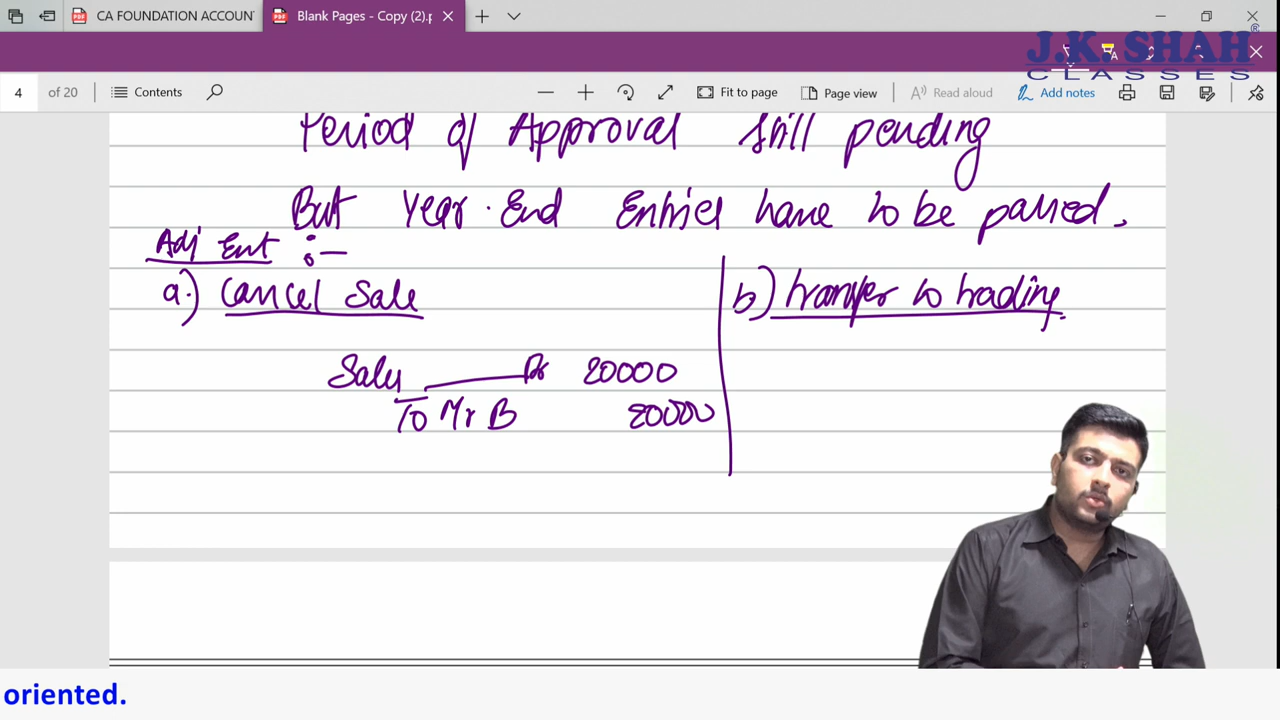 CA FOUNDATION ACCOUN
Blank Pages - Copy (2).p
J.K. SHAH®
CLASSES
4 of 20
Contents
Fit to page
Page view
Read aloud
Add notes
Period of Approval still pending
But Year-End Entries have to be passed.
Adj Ent :-
a.) Cancel Sale
b) transfer to trading.
Sales Dr 20000
To Mr B 20000
oriented.